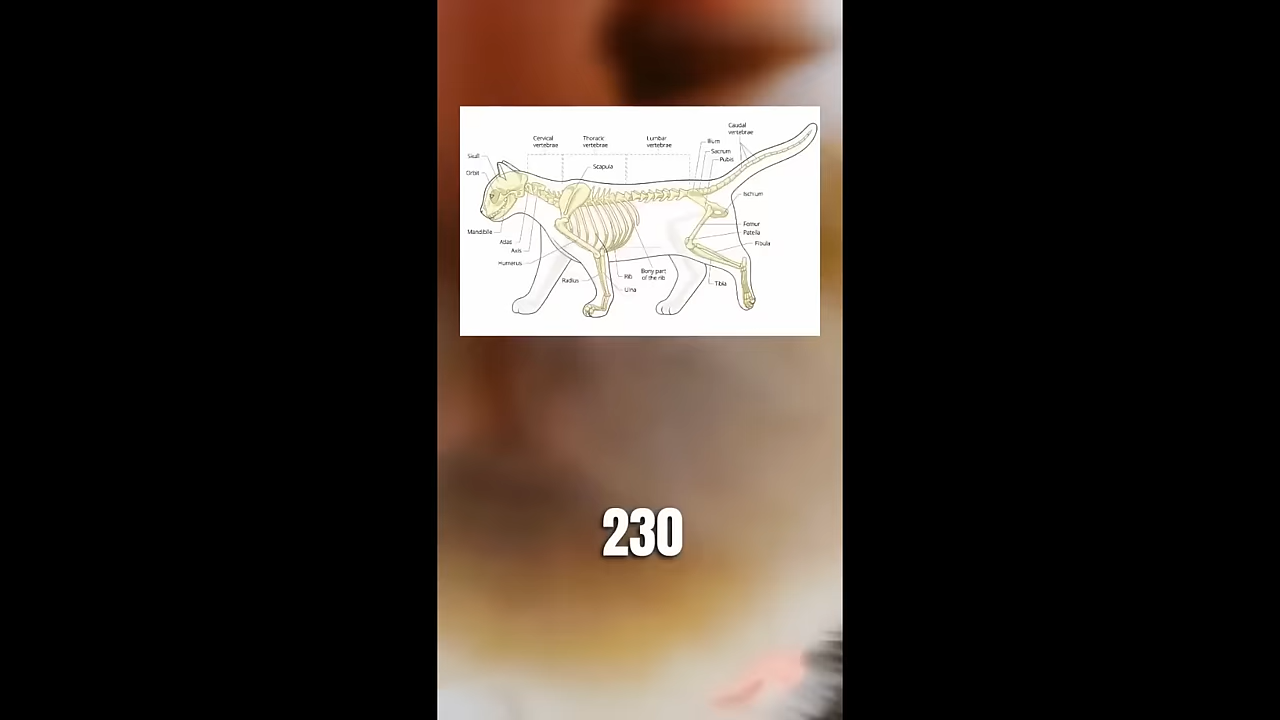 Caudal
vertebrae
Cervical
vertebrae
Thoracic
vertebrae
Lumbar
vertebrae
Ilium
Sacrum
Pubis
Skull
Orbit
Scapula
Ischium
Mandibile
Atlas
Axis
Humerus
Femur
Patella
Fibula
Radius
Rib
Ulna
Bony part
of the rib
Tibia
230